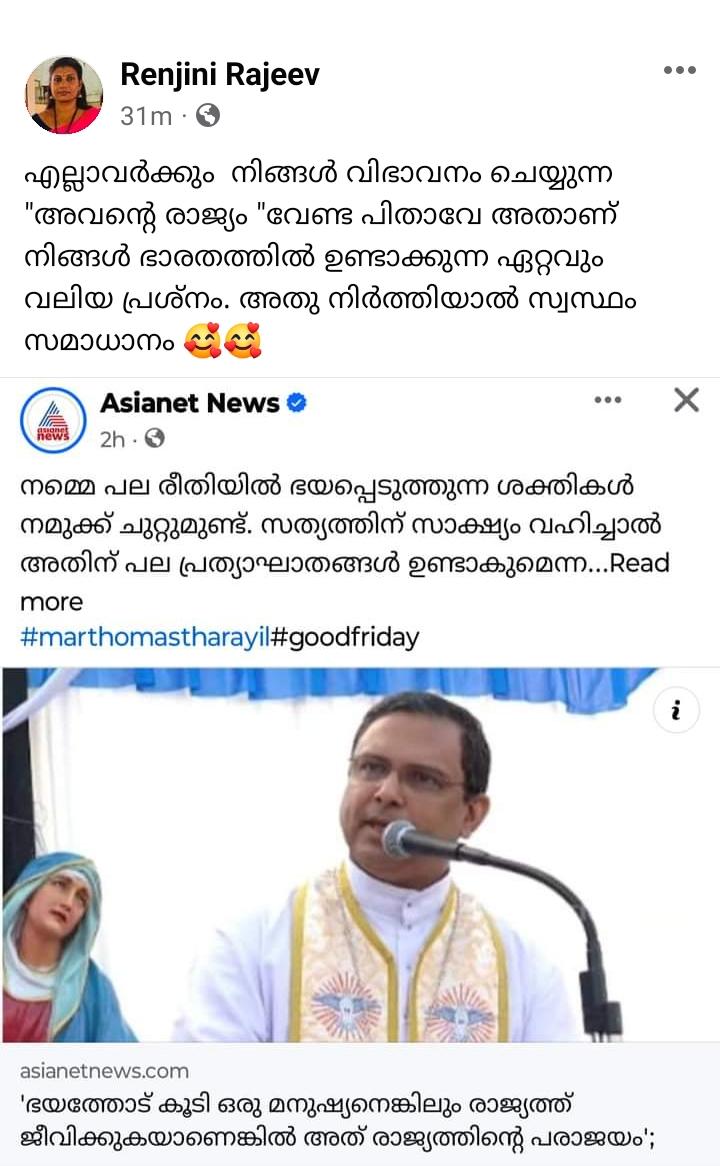 Renjini Rajeev
31m ·
എല്ലാവർക്കും നിങ്ങൾ വിഭാവനം ചെയ്യുന്ന
"അവന്റെ രാജ്യം "വേണ്ട പിതാവേ അതാണ്
നിങ്ങൾ ഭാരതത്തിൽ ഉണ്ടാക്കുന്ന ഏറ്റവും
വലിയ പ്രശ്നം. അതു നിർത്തിയാൽ സ്വസ്ഥം
സമാധാനം 🥰🥰
asianet
news
Asianet News
2h ·
നമ്മെ പല രീതിയിൽ ഭയപ്പെടുത്തുന്ന ശക്തികൾ
നമുക്ക് ചുറ്റുമുണ്ട്. സത്യത്തിന് സാക്ഷ്യം വഹിച്ചാൽ
അതിന് പല പ്രത്യാഘാതങ്ങൾ ഉണ്ടാകുമെന്ന...Read
more
#marthomastharayil#goodfriday
asianetnews.com
'ഭയത്തോട് കൂടി ഒരു മനുഷ്യനെങ്കിലും രാജ്യത്ത്
ജീവിക്കുകയാണെങ്കിൽ അത് രാജ്യത്തിന്റെ പരാജയം';